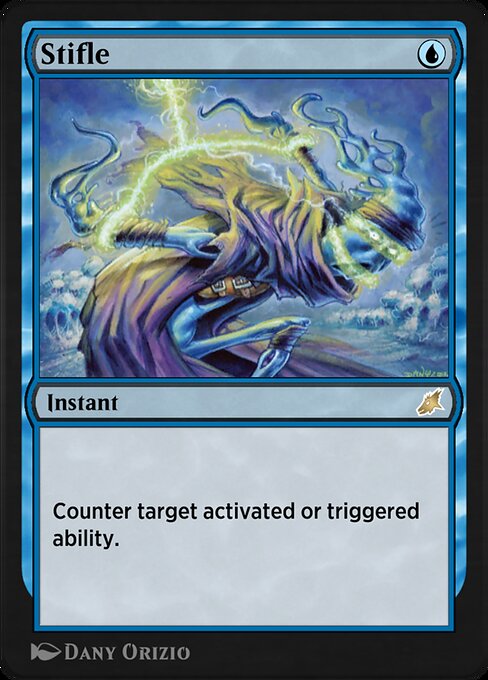 Stifle
Instant
Counter target activated or triggered
ability.
Dany Orizio